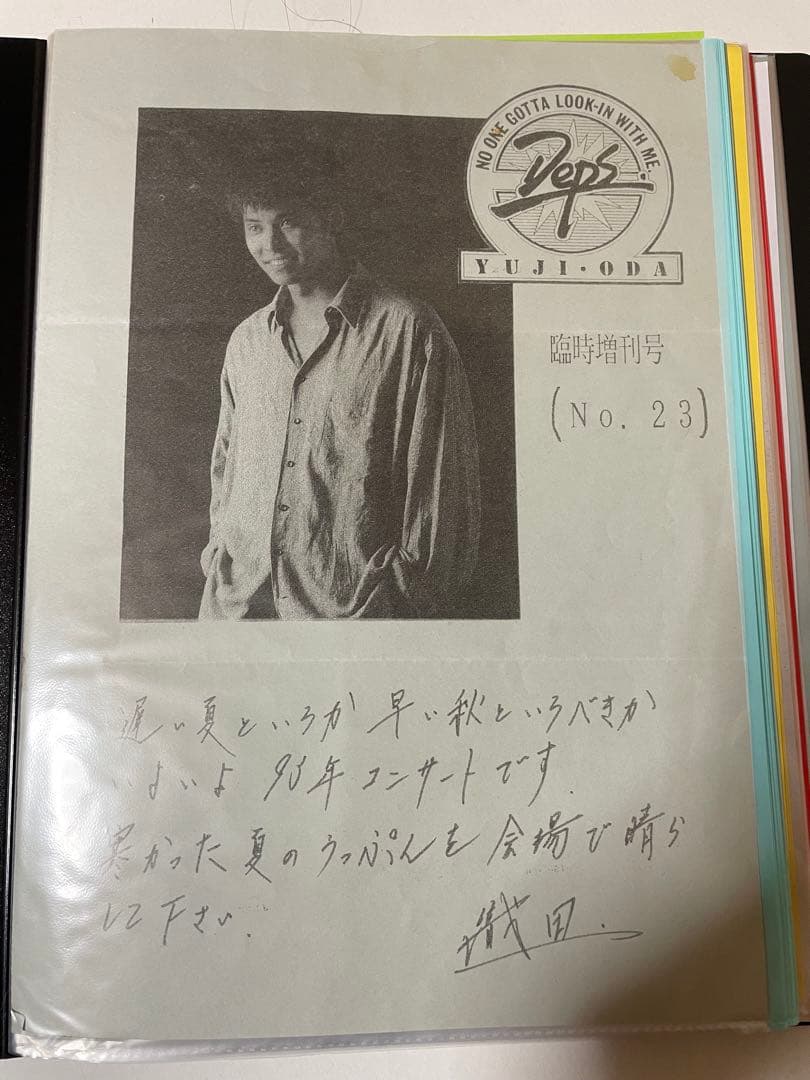 NO ONE GOTTA LOOK-IN WITH ME.
Dops.
YUJI・ODA
臨時増刊号
(No. 23)
遅い夏というか 早い秋というべきか
いよいよ 93年 コンサートです.
寒かった夏のうっぷんを 会場で晴ら
して下さい.
織田.